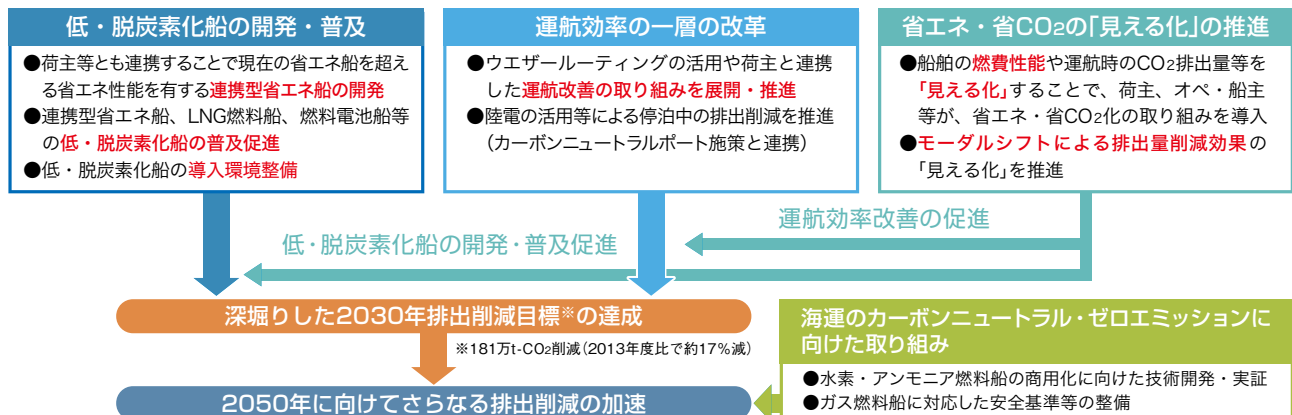 低・脱炭素化船の開発・普及
●荷主等とも連携することで現在の省エネ船を超え
る省エネ性能を有する連携型省エネ船の開発
●連携型省エネ船、LNG燃料船、燃料電池船等
の低・脱炭素化船の普及促進
●低・脱炭素化船の導入環境整備
運航効率の一層の改革
●ウエザールーティングの活用や荷主と連携
した運航改善の取り組みを展開・推進
●陸電の活用等による停泊中の排出削減を推進
(カーボンニュートラルポート施策と連携)
省エネ・省CO2の「見える化」の推進
●船舶の燃費性能や運航時のCO2排出量等を
「見える化」することで、荷主、オペ・船主
等が、省エネ・省CO2化の取り組みを導入
●モーダルシフトによる排出量削減効果の
「見える化」を推進
運航効率改善の促進
低・脱炭素化船の開発・普及促進
深堀りした2030年排出削減目標※の達成
※181万t-CO2削減(2013年度比で約17%減)
2050年に向けてさらなる排出削減の加速
海運のカーボンニュートラル・ゼロエミッションに
向けた取り組み
●水素・アンモニア燃料船の商用化に向けた技術開発・実証
●ガス燃料船に対応した安全基準等の整備